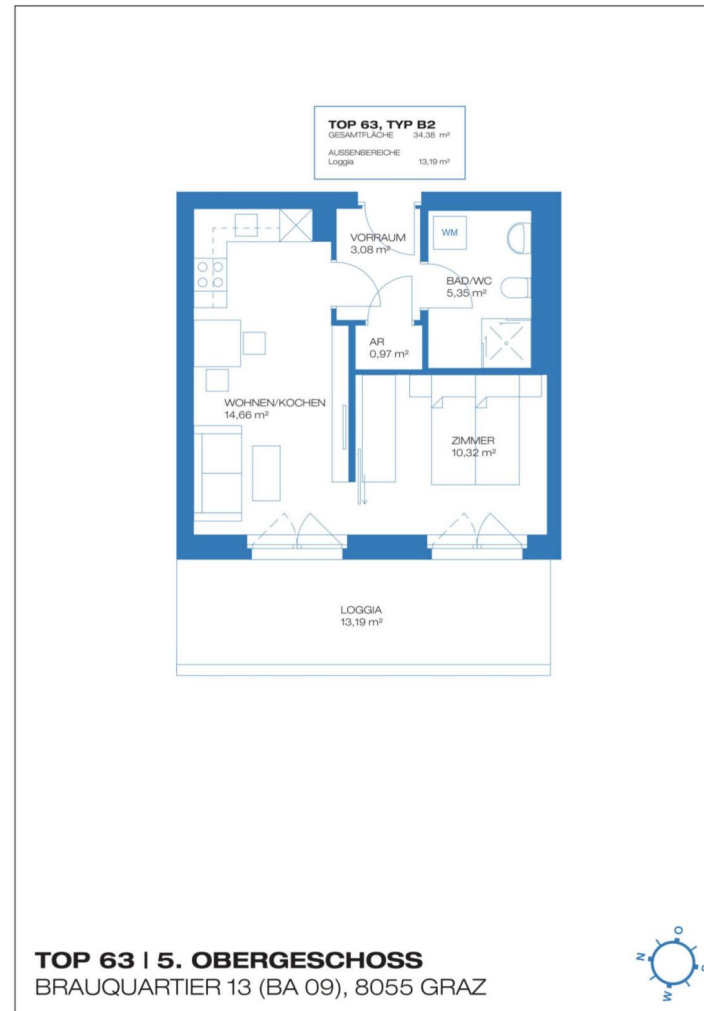 TOP 63, TYP B2
GESAMTFLÄCHE 34,38 m²
AUSSENBEREICHE
Loggia 13,19 m²
VORRAUM
3,08 m²
WM
BAD/WC
5,35 m²
AR
0,97 m²
WOHNEN/KOCHEN
14,66 m²
ZIMMER
10,32 m²
LOGGIA
13,19 m²
TOP 63 | 5. OBERGESCHOSS
BRAUQUARTIER 13 (BA 09), 8055 GRAZ
N
O
S
W